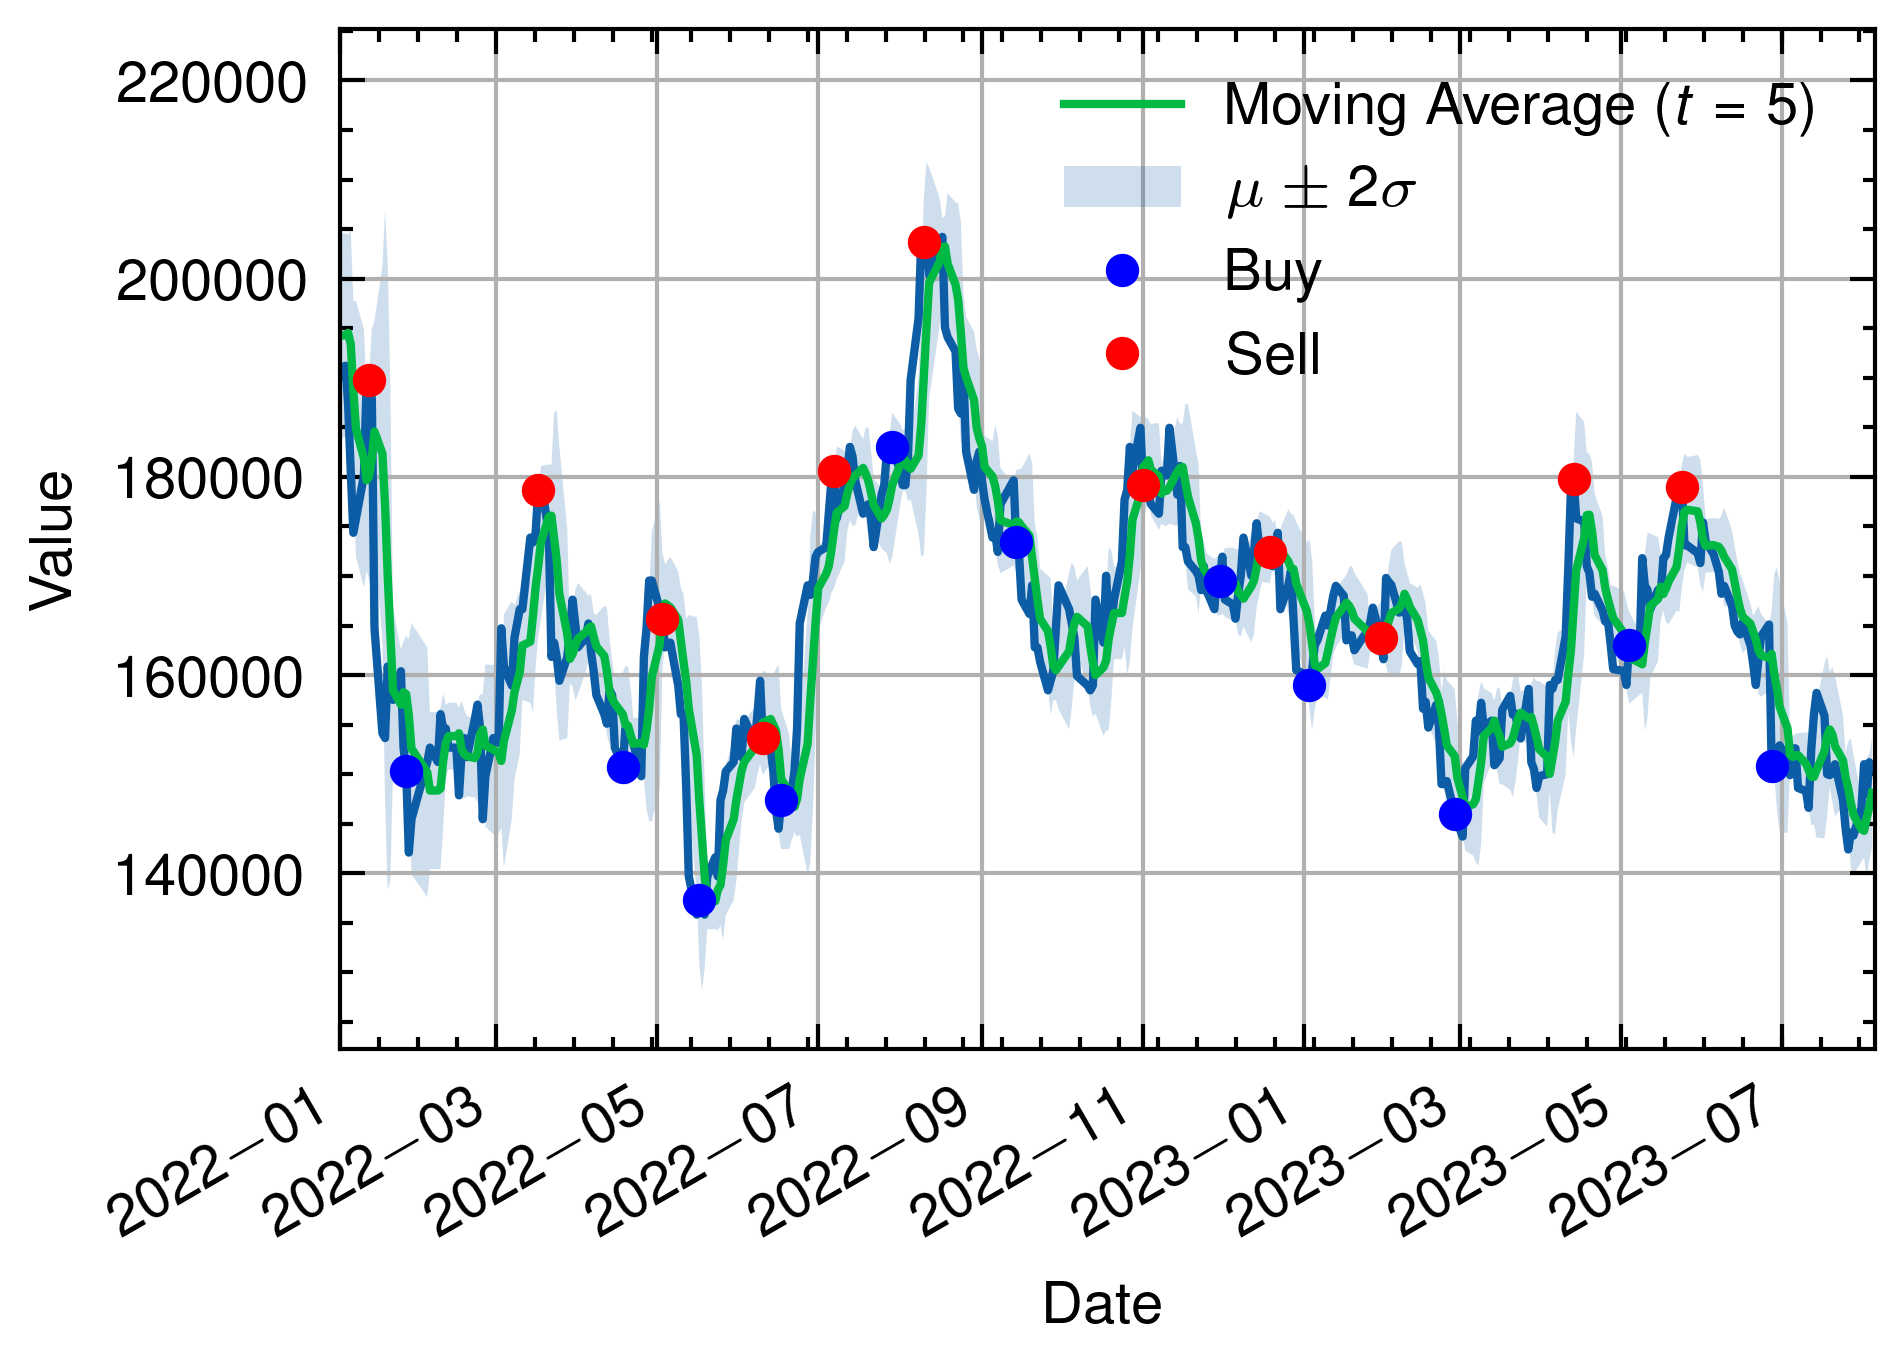 220000
200000
180000
160000
140000
Value
Moving Average (t = 5)
μ ± 2σ
Buy
Sell
2022–01
2022–03
2022–05
2022–07
2022–09
2022–11
2023–01
2023–03
2023–05
2023–07
Date